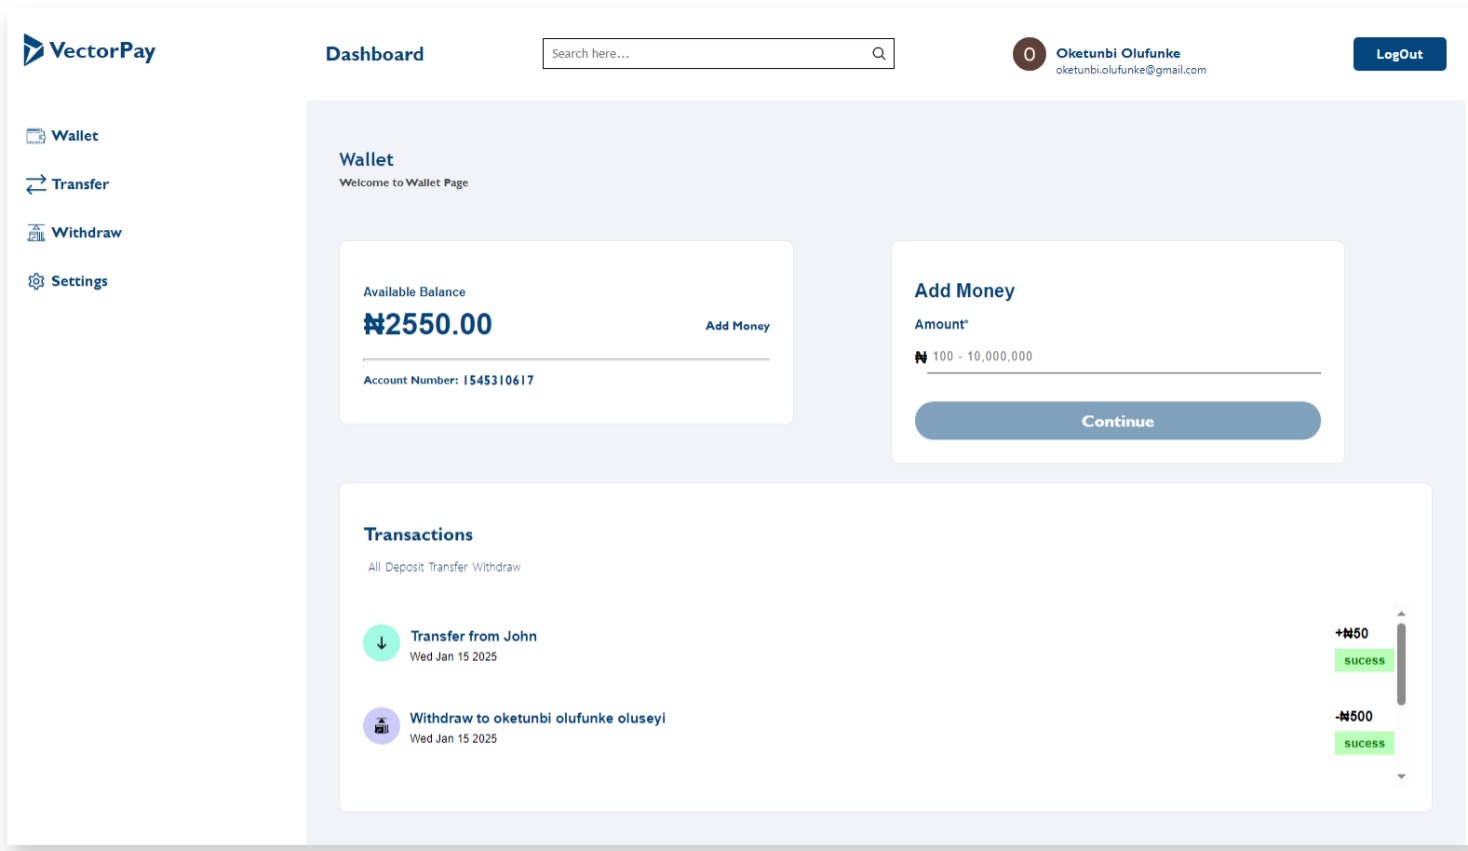 VectorPay
Dashboard
Search here...
O
Oketunbi Olufunke
oketunbi.olufunke@gmail.com
LogOut
Wallet
Transfer
Withdraw
Settings
Wallet
Welcome to Wallet Page
Available Balance
₦2550.00
Add Money
Account Number: 1545310617
Add Money
Amount*
₦ 100 - 10,000,000
Continue
Transactions
All Deposit Transfer Withdraw
Transfer from John
Wed Jan 15 2025
+₦50
sucess
Withdraw to oketunbi olufunke oluseyi
Wed Jan 15 2025
-₦500
sucess